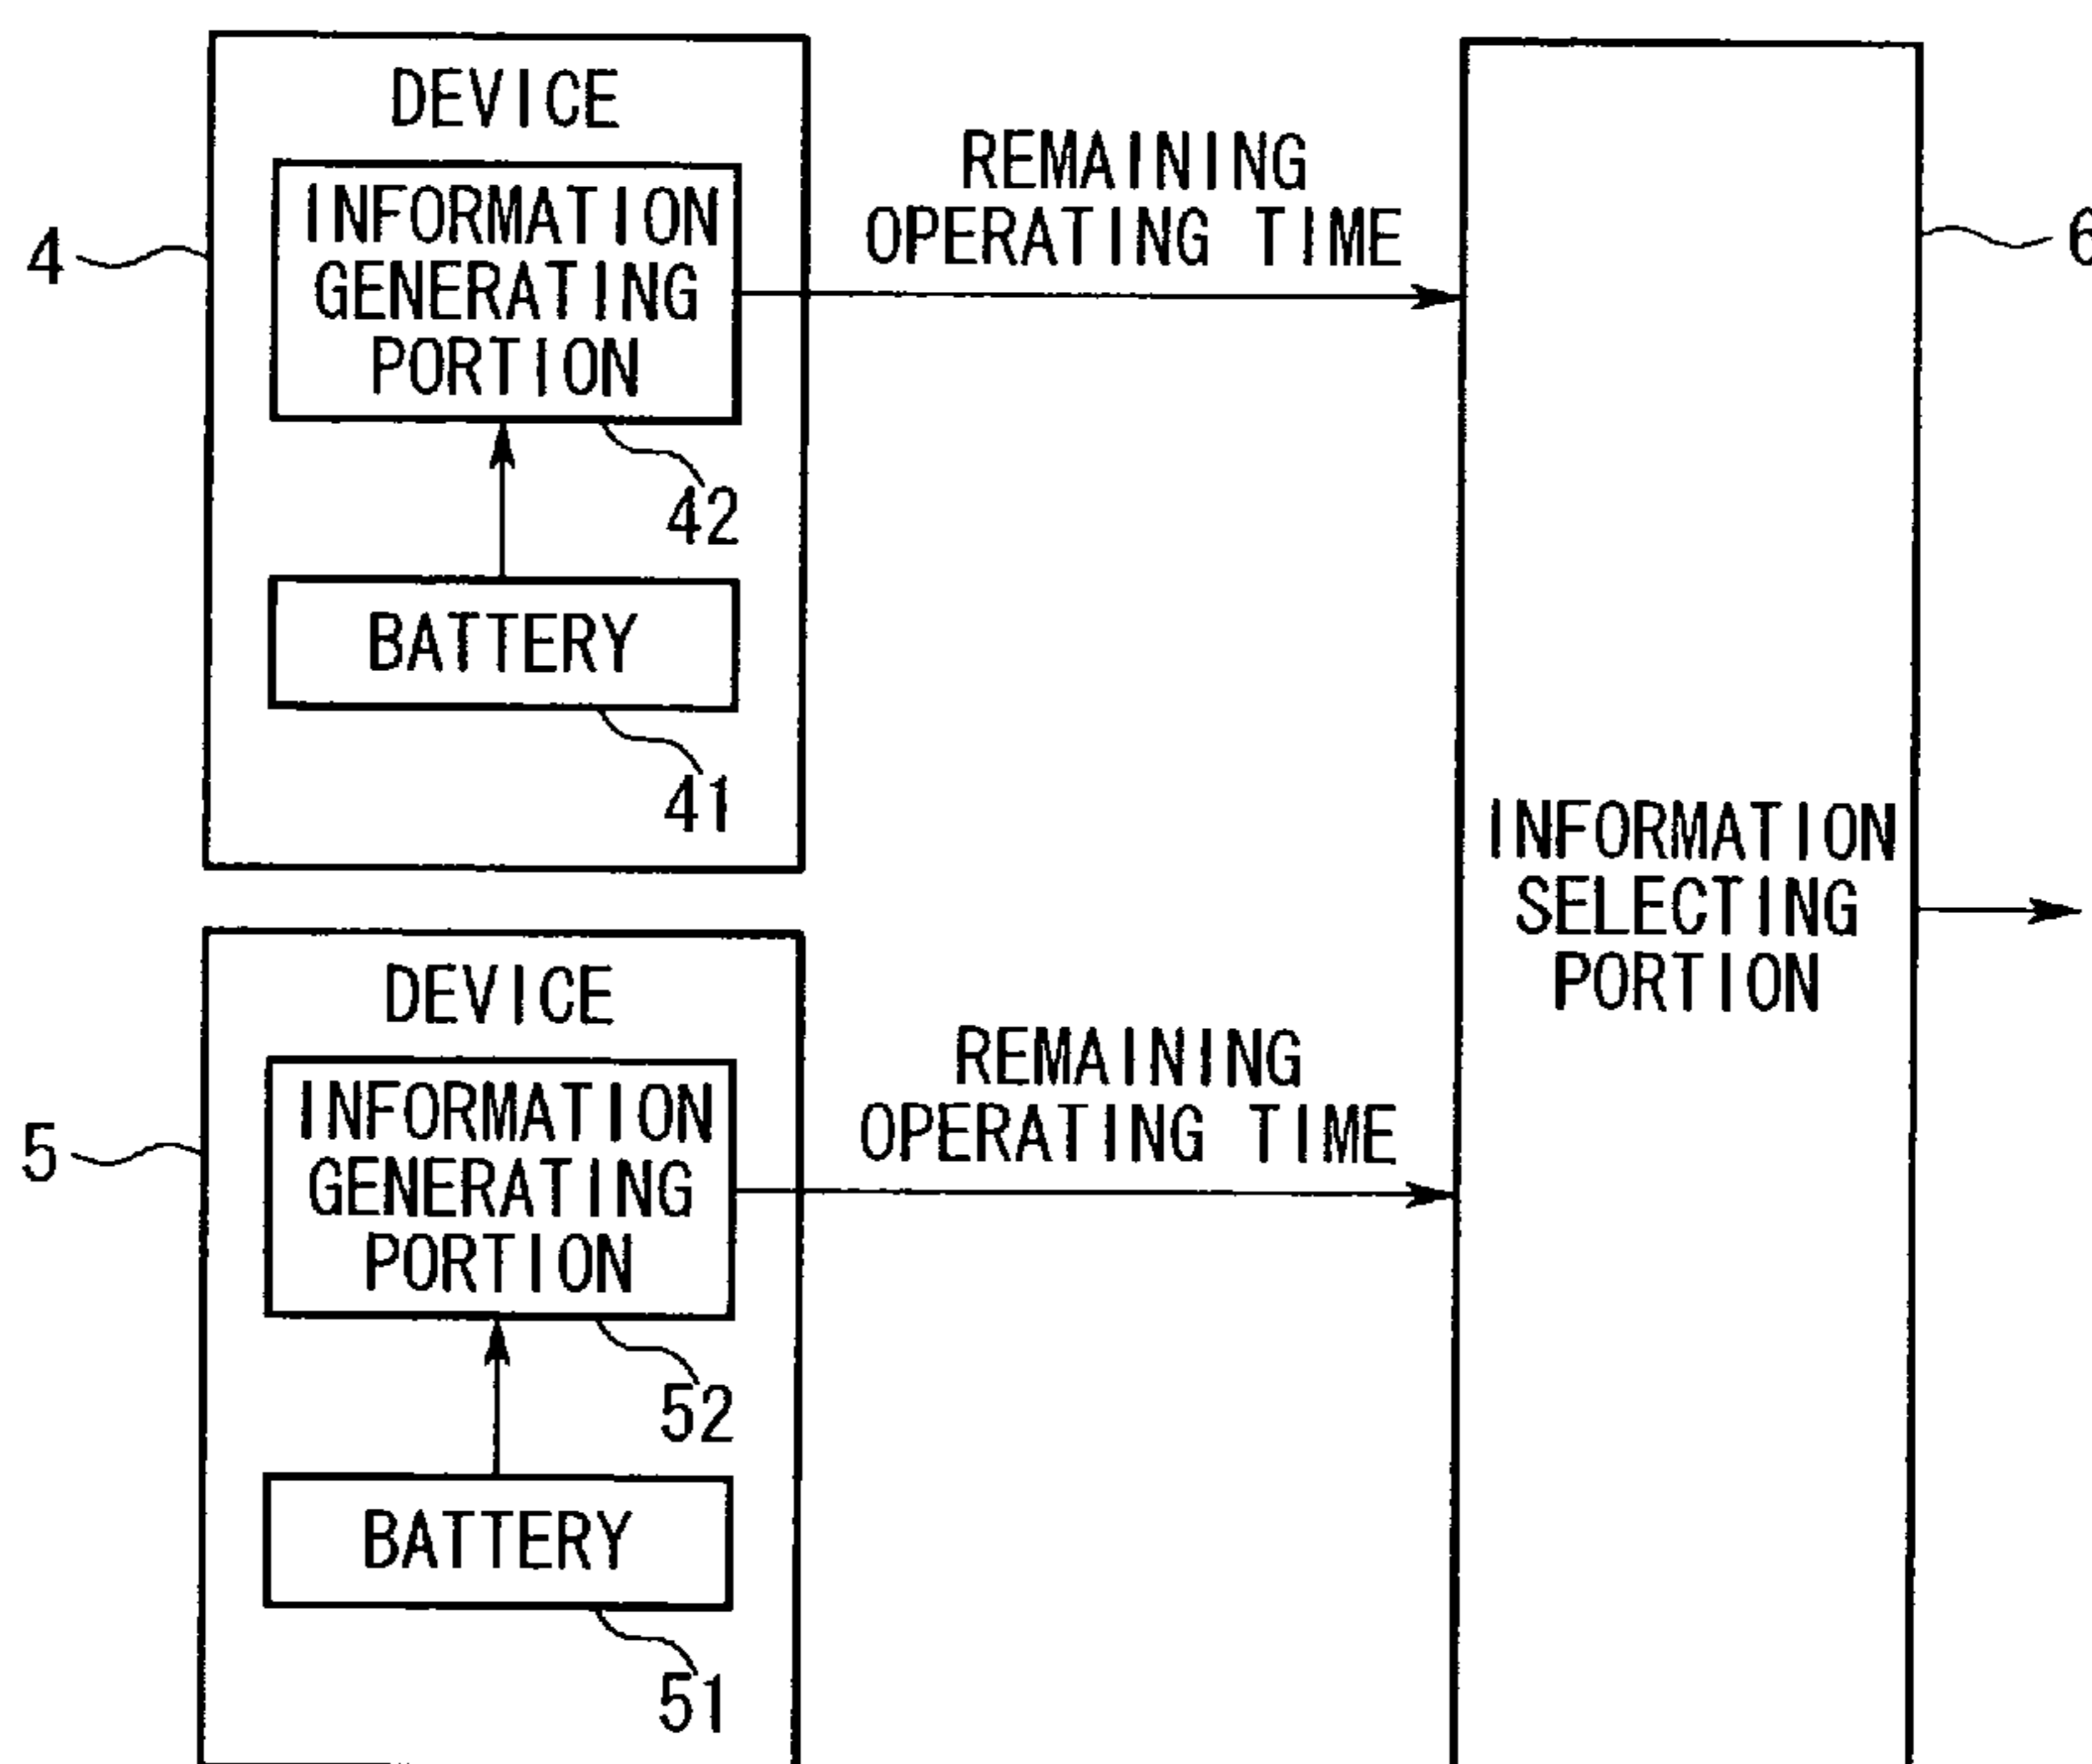 DEVICE
INFORMATION
GENERATING
PORTION
4
42
BATTERY
41
REMAINING
OPERATING TIME
6
DEVICE
INFORMATION
GENERATING
PORTION
5
52
BATTERY
51
REMAINING
OPERATING TIME
INFORMATION
SELECTING
PORTION